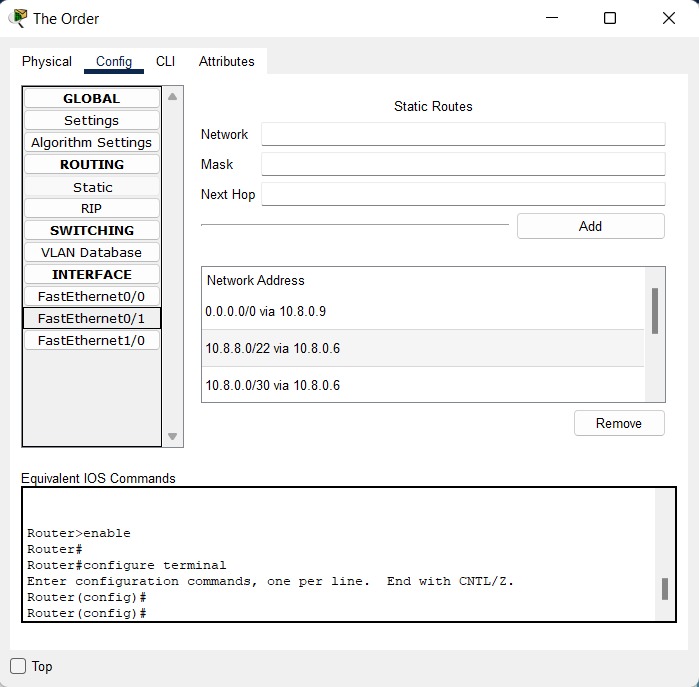 The Order
Physical Config CLI Attributes
GLOBAL
Settings
Algorithm Settings
ROUTING
Static
RIP
SWITCHING
VLAN Database
INTERFACE
FastEthernet0/0
FastEthernet0/1
FastEthernet1/0
Static Routes
Network
Mask
Next Hop
Add
Network Address
0.0.0.0/0 via 10.8.0.9
10.8.8.0/22 via 10.8.0.6
10.8.0.0/30 via 10.8.0.6
Remove
Equivalent IOS Commands
Router>enable
Router#
Router#configure terminal
Enter configuration commands, one per line.  End with CNTL/Z.
Router(config)#
Router(config)#
Top